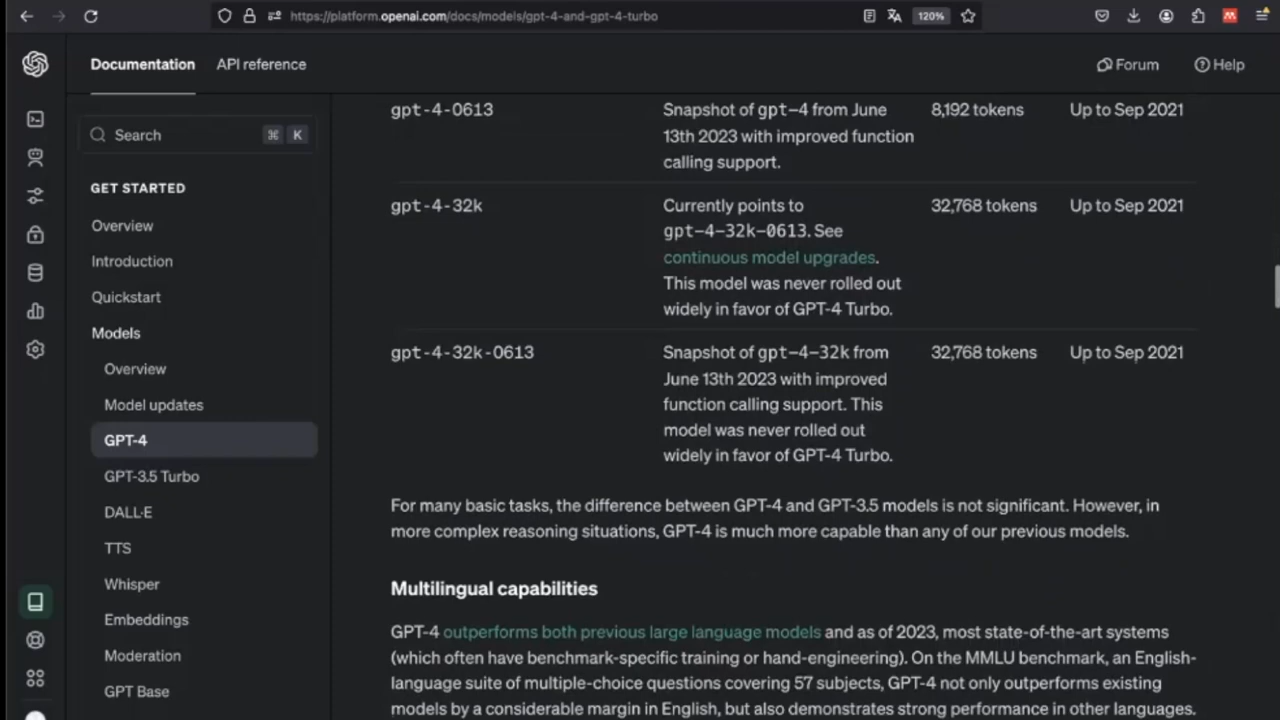 https://platform.openai.com/docs/models/gpt-4-and-gpt-4-turbo
120%
Documentation
API reference
Forum
Help
Search
⌘ K
GET STARTED
Overview
Introduction
Quickstart
Models
Overview
Model updates
GPT-4
GPT-3.5 Turbo
DALL·E
TTS
Whisper
Embeddings
Moderation
GPT Base
gpt-4-0613
Snapshot of gpt-4 from June
13th 2023 with improved function
calling support.
8,192 tokens
Up to Sep 2021
gpt-4-32k
Currently points to
gpt-4-32k-0613. See
continuous model upgrades.
This model was never rolled out
widely in favor of GPT-4 Turbo.
32,768 tokens
Up to Sep 2021
gpt-4-32k-0613
Snapshot of gpt-4-32k from
June 13th 2023 with improved
function calling support. This
model was never rolled out
widely in favor of GPT-4 Turbo.
32,768 tokens
Up to Sep 2021
For many basic tasks, the difference between GPT-4 and GPT-3.5 models is not significant. However, in
more complex reasoning situations, GPT-4 is much more capable than any of our previous models.
Multilingual capabilities
GPT-4 outperforms both previous large language models and as of 2023, most state-of-the-art systems
(which often have benchmark-specific training or hand-engineering). On the MMLU benchmark, an English-
language suite of multiple-choice questions covering 57 subjects, GPT-4 not only outperforms existing
models by a considerable margin in English, but also demonstrates strong performance in other languages.